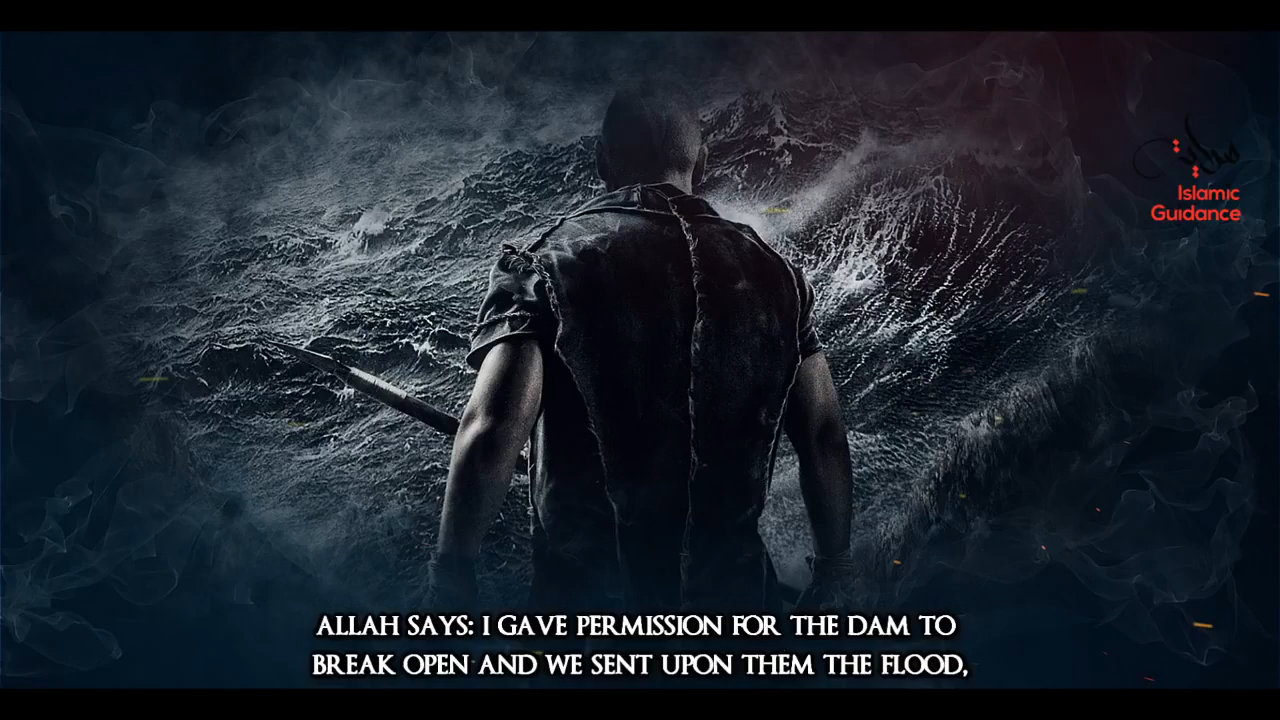 Islamic
Guidance
ALLAH SAYS: I GAVE PERMISSION FOR THE DAM TO
BREAK OPEN AND WE SENT UPON THEM THE FLOOD,